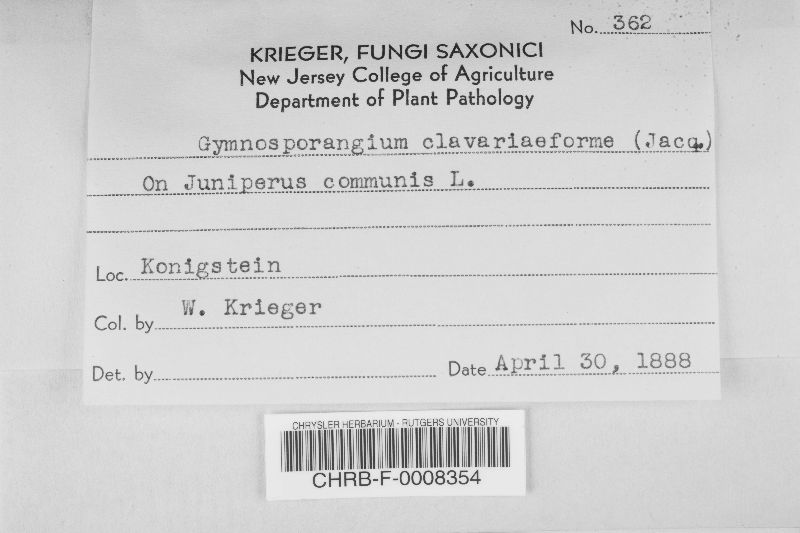 No. 362
KRIEGER, FUNGI SAXONICI
New Jersey College of Agriculture
Department of Plant Pathology
Gymnosporangium clavariaeforme (Jacq.)
On Juniperus communis L.
Loc. Konigstein
Col. by W. Krieger
Det. by
Date April 30, 1888
CHRYSLER HERBARIUM - RUTGERS UNIVERSITY
CHRB-F-0008354